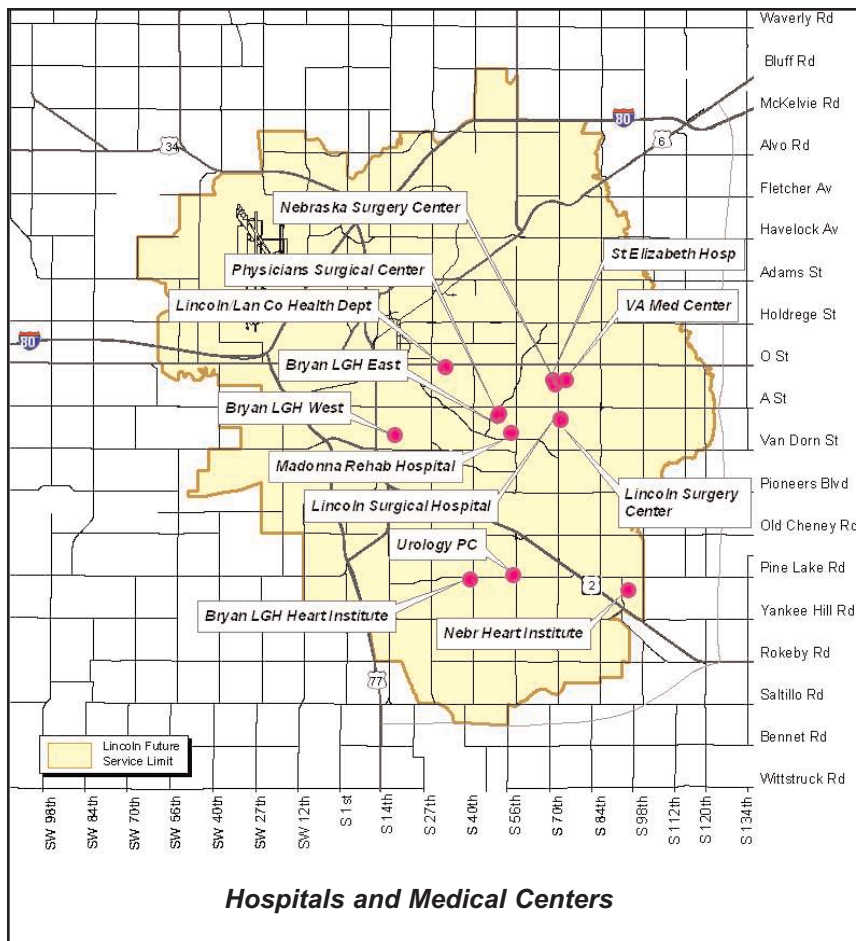 Waverly Rd
Bluff Rd
McKelvie Rd
80
6
34
Alvo Rd
Fletcher Av
Nebraska Surgery Center
Havelock Av
St Elizabeth Hosp
Physicians Surgical Center
Adams St
Lincoln/Lan Co Health Dept
VA Med Center
Holdrege St
80
O St
Bryan LGH East
A St
Bryan LGH West
Van Dorn St
Madonna Rehab Hospital
Pioneers Blvd
Lincoln Surgical Hospital
Lincoln Surgery
Center
Old Cheney Rd
Urology PC
Pine Lake Rd
2
Bryan LGH Heart Institute
Yankee Hill Rd
Nebr Heart Institute
Rokeby Rd
77
Saltillo Rd
Bennet Rd
Lincoln Future
Service Limit
Wittstruck Rd
SW 98th
SW 84th
SW 70th
SW 56th
SW 40th
SW 27th
SW 12th
S 1st
S 14th
S 27th
S 40th
S 56th
S 70th
S 84th
S 98th
S 112th
S 120th
S 134th
Hospitals and Medical Centers